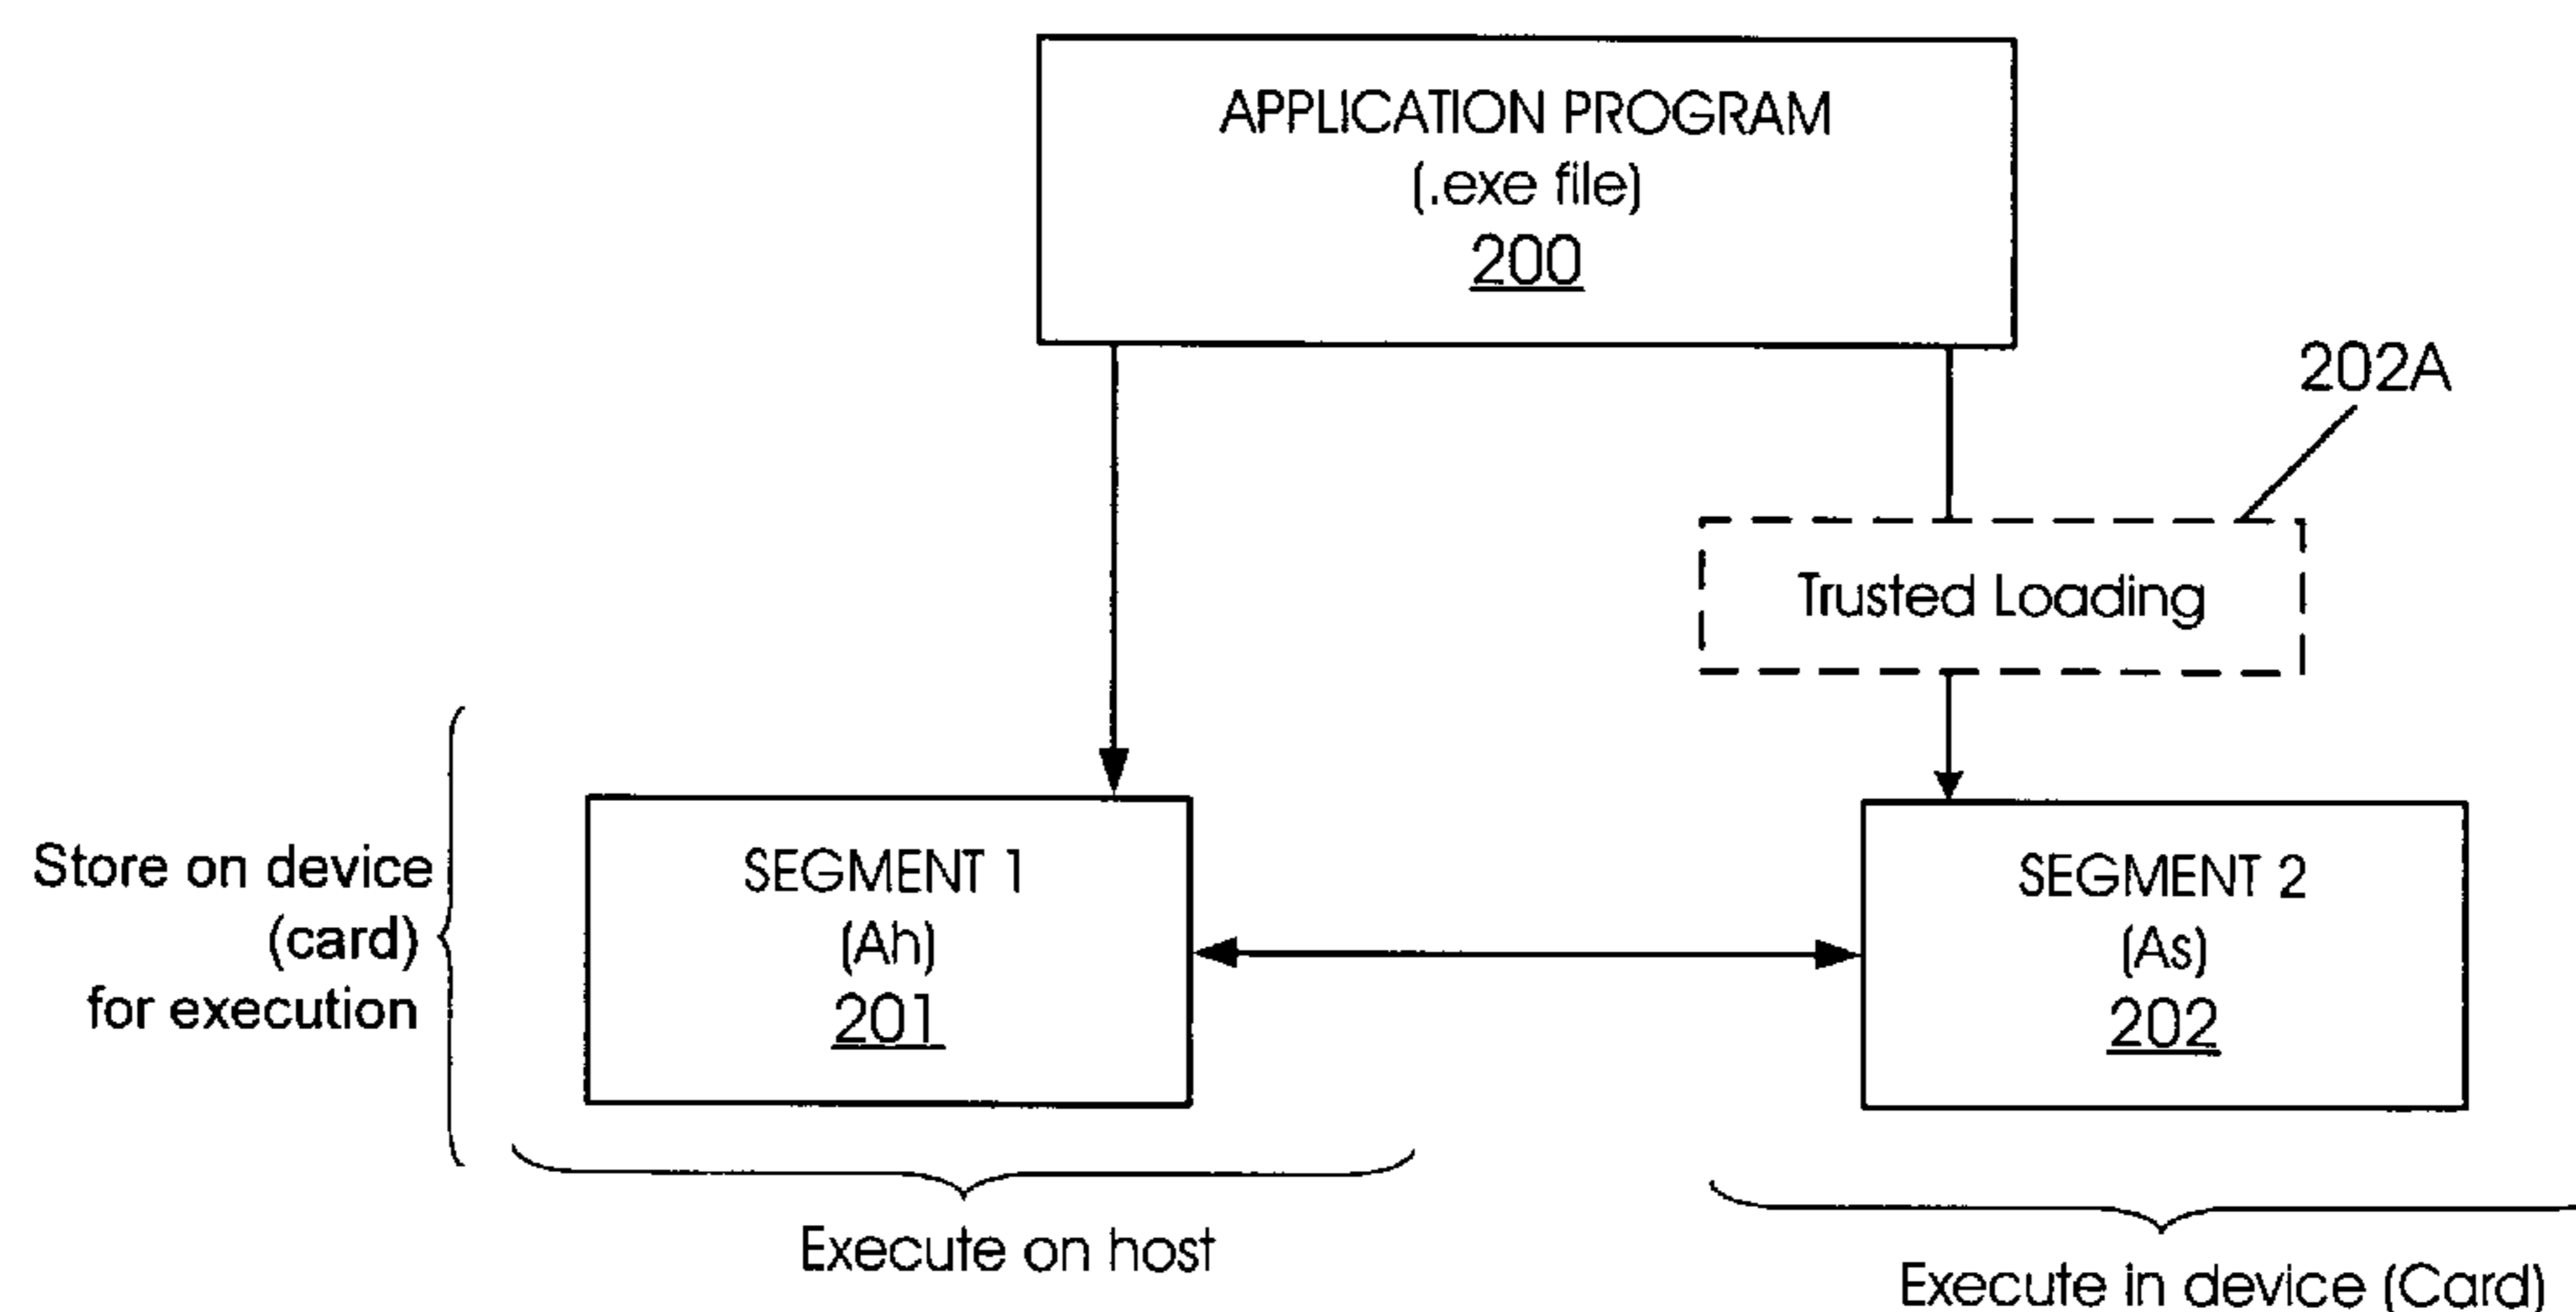 APPLICATION PROGRAM
(.exe file)
200
202A
Trusted Loading
Store on device
(card)
for execution
SEGMENT 1
(Ah)
201
SEGMENT 2
(As)
202
Execute on host
Execute in device (Card)